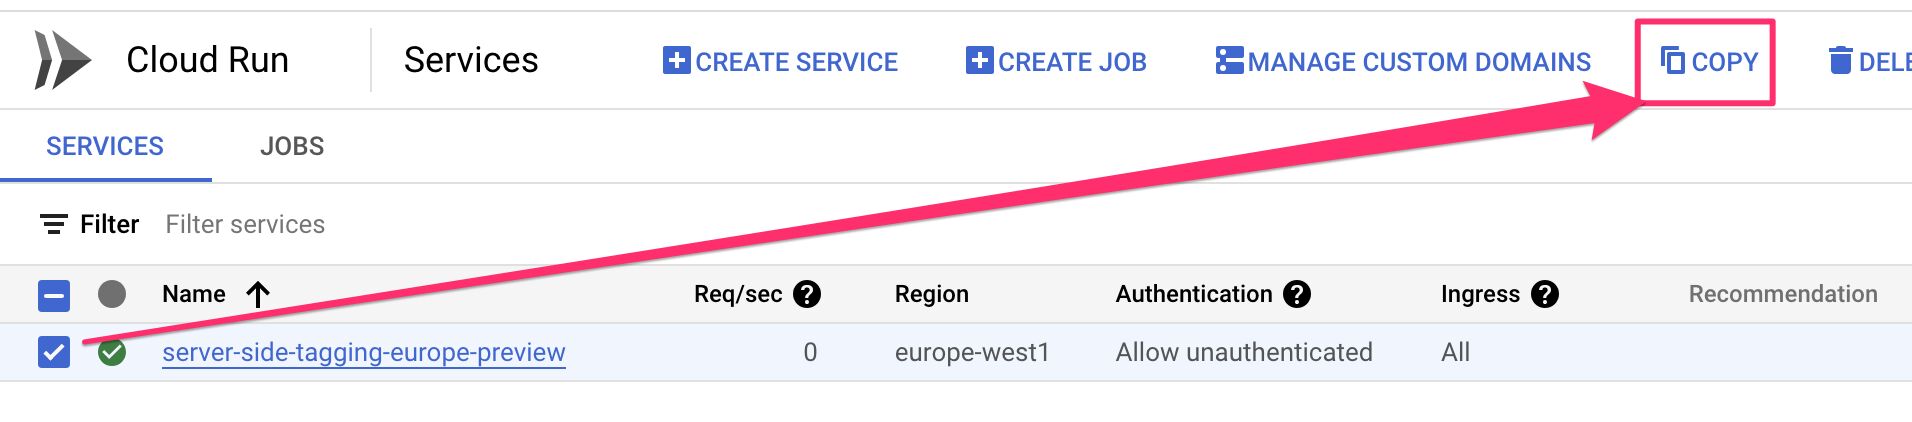 Cloud Run Services CREATE SERVICE CREATE JOB MANAGE CUSTOM DOMAINS COPY DELE
SERVICES JOBS
Filter Filter services
Name Req/sec Region Authentication Ingress Recommendation
server-side-tagging-europe-preview 0 europe-west1 Allow unauthenticated All